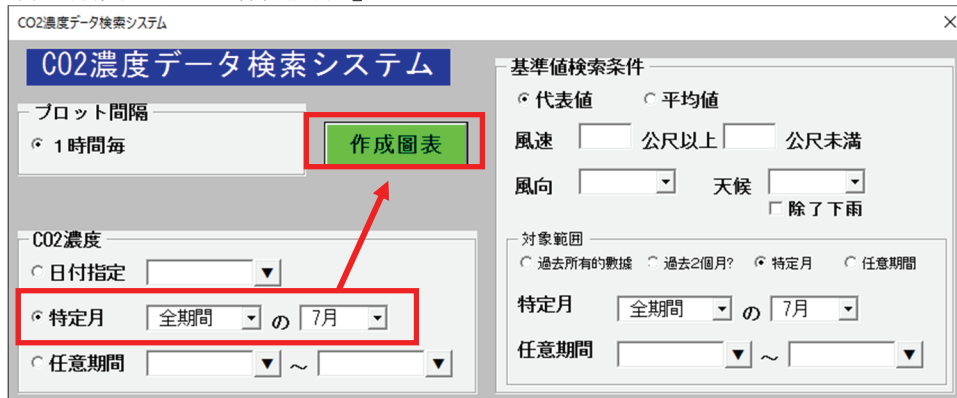 CO2濃度データ検索システム
CO2濃度データ検索システム
プロット間隔
1時間毎
作成圖表
CO2濃度
日付指定
特定月 全期間 の 7月
任意期間 ～
基準値検索条件
代表値 平均値
風速 公尺以上 公尺未満
風向 天候
除了下雨
対象範囲
過去所有的數據 過去2個月? 特定月 任意期間
特定月 全期間 の 7月
任意期間 ～